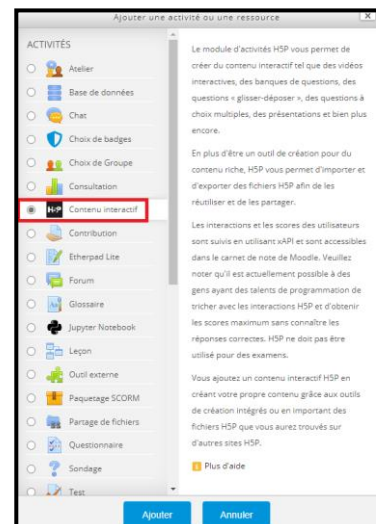 Ajouter une activité ou une ressource
x
ACTIVITÉS
Atelier
Base de données
Chat
Choix de badges
Choix de Groupe
Consultation
H5P Contenu interactif
Contribution
Etherpad Lite
Forum
Glossaire
Jupyter Notebook
Leçon
Outil externe
Paquetage SCORM
Partage de fichiers
Questionnaire
Sondage
Test
Le module d'activités H5P vous permet de
créer du contenu interactif tel que des vidéos
interactives, des banques de questions, des
questions « glisser-déposer », des questions à
choix multiples, des présentations et bien plus
encore.
En plus d'être un outil de création pour du
contenu riche, H5P vous permet d'importer et
d'exporter des fichiers H5P afin de les
réutiliser et de les partager.
Les interactions et les scores des utilisateurs
sont suivis en utilisant xAPI et sont accessibles
dans le carnet de note de Moodle. Veuillez
noter qu'il est actuellement possible à des
gens ayant des talents de programmation de
tricher avec les interactions H5P et d'obtenir
les scores maximum sans connaître les
réponses correctes. H5P ne doit pas être
utilisé pour des examens.
Vous ajoutez un contenu interactif H5P en
créant votre propre contenu grâce aux outils
de création intégrés ou en important des
fichiers H5P que vous aurez trouvés sur
d'autres sites H5P.
Plus d'aide
Ajouter
Annuler